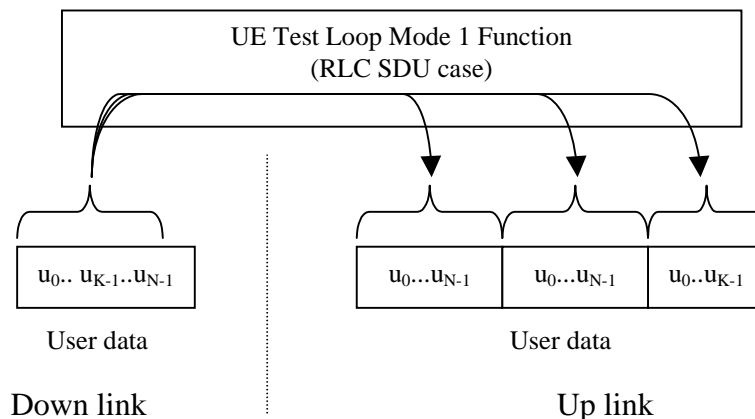 UE Test Loop Mode 1 Function
(RLC SDU case)
u0.. uK-1..uN-1
u0...uN-1
u0...uN-1
u0..uK-1
User data
User data
Down link
Up link